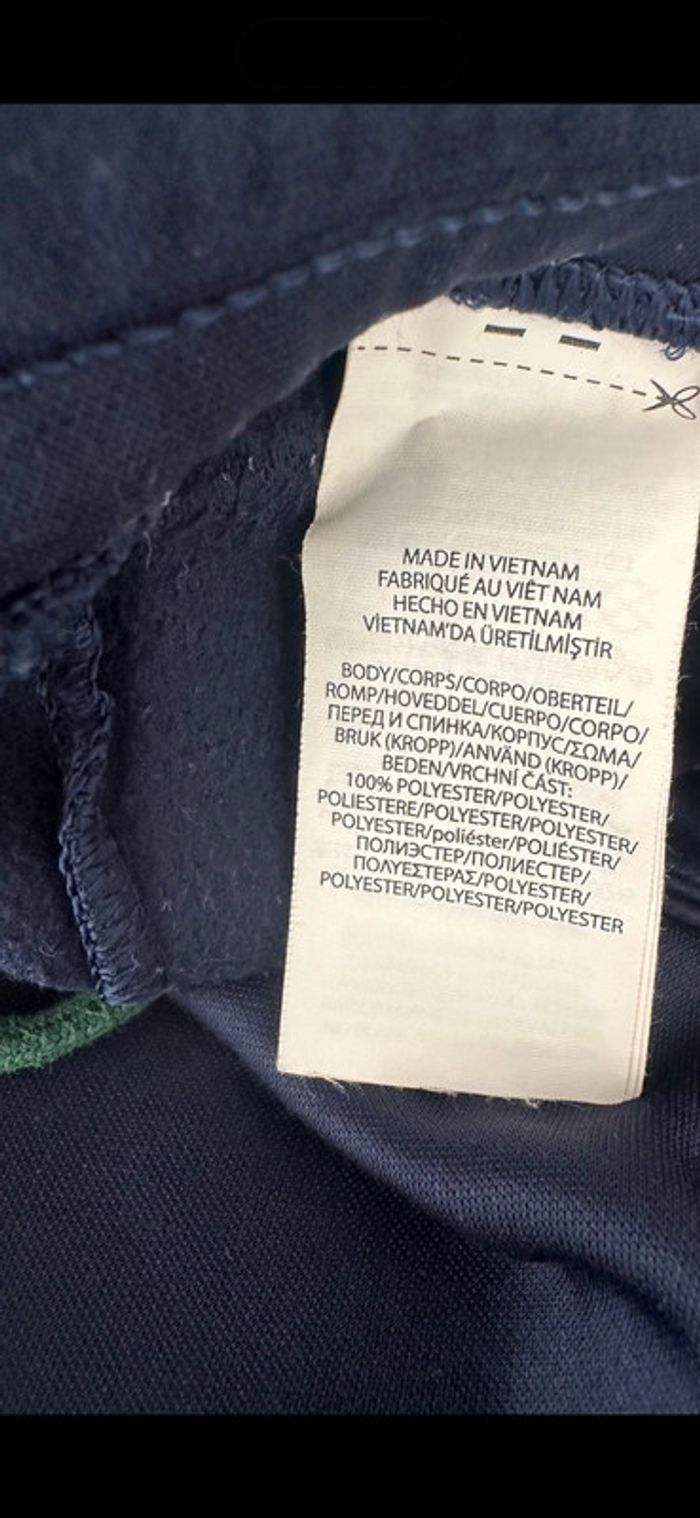 MADE IN VIETNAM
FABRIQUÉ AU VIÊT NAM
HECHO EN VIETNAM
VİETNAM'DA ÜRETİLMİŞTİR
BODY/CORPS/CORPO/OBERTEIL/
ROMP/HOVEDDEL/CUERPO/CORPO/
ПЕРЕД И СПИНКА/КОРПУС/ΣΩΜΑ/
BRUK (KROPP)/ANVÄND (KROPP)/
BEDEN/VRCHNÍ ČÁST:
100% POLYESTER/POLYESTER/
POLIESTERE/POLYESTER/POLYESTER/
POLYESTER/poliéster/POLIÉSTER/
ПОЛИЭСТЕР/ПОЛИЕСТЕР/
ΠΟΛΥΕΣΤΕΡΑΣ/POLYESTER/
POLYESTER/POLYESTER/POLYESTER